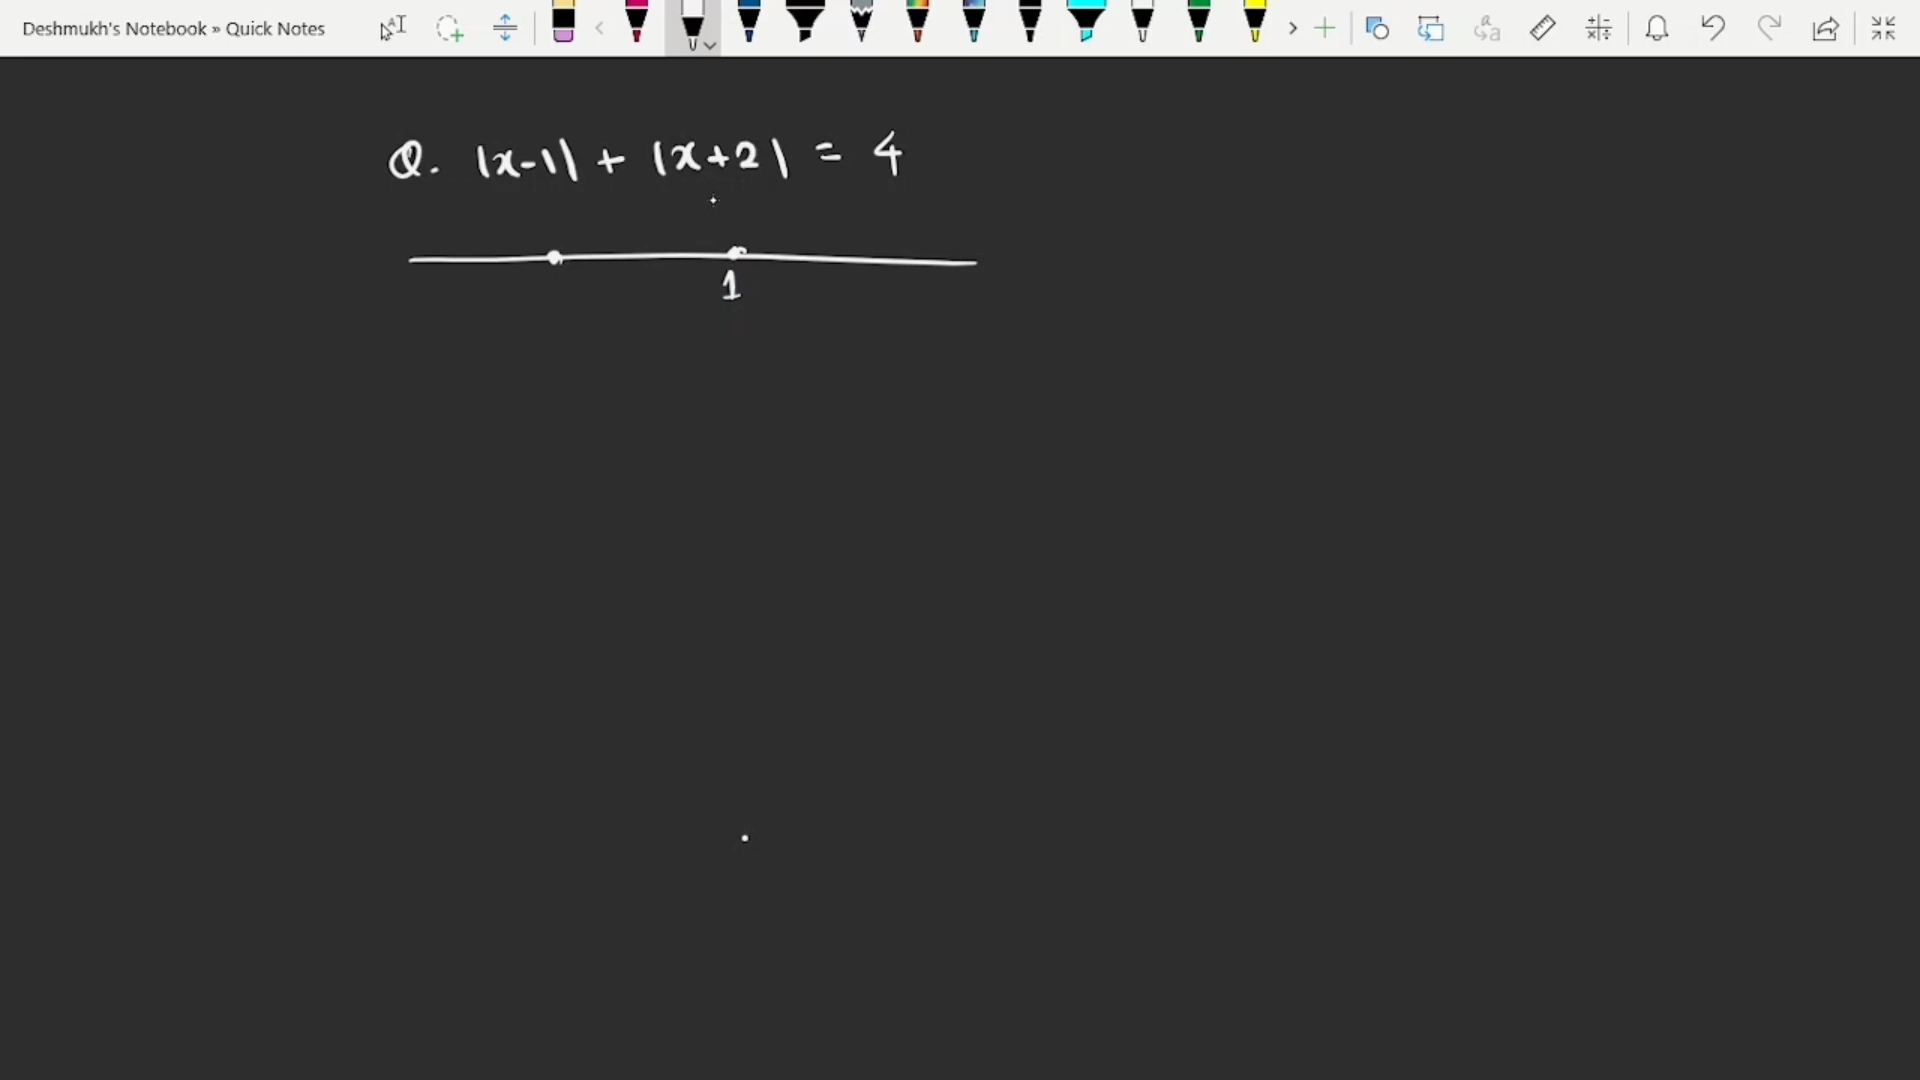 Deshmukh's Notebook » Quick Notes
Q. |x-1| + |x+2| = 4
1